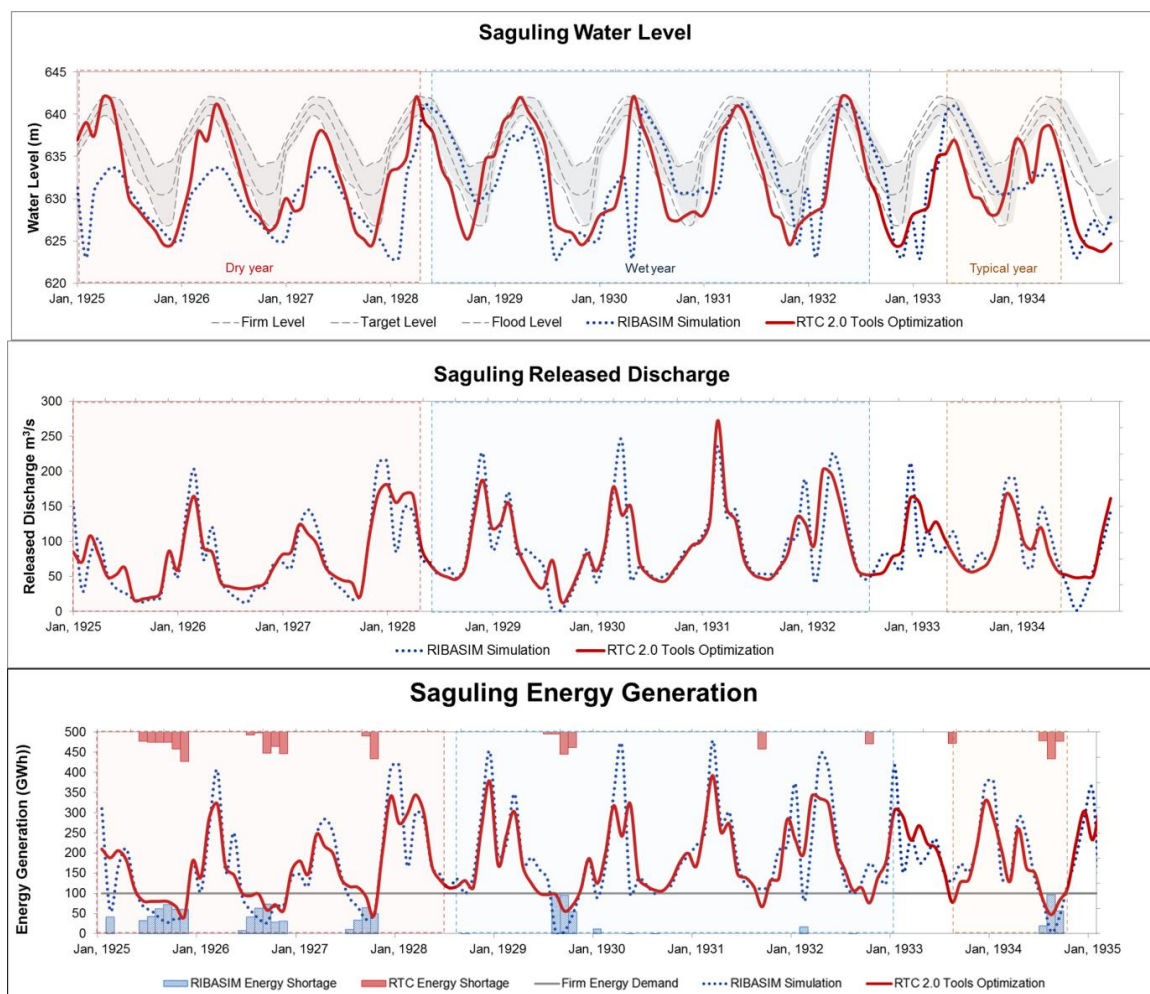 Saguling Water Level
Water Level (m)
645
640
635
630
625
620
Dry year
Wet year
Typical year
Jan, 1925 Jan, 1926 Jan, 1927 Jan, 1928 Jan, 1929 Jan, 1930 Jan, 1931 Jan, 1932 Jan, 1933 Jan, 1934
Firm Level Target Level Flood Level RIBASIM Simulation RTC 2.0 Tools Optimization
Saguling Released Discharge
Released Discharge m³/s
300
250
200
150
100
50
0
Jan, 1925 Jan, 1926 Jan, 1927 Jan, 1928 Jan, 1929 Jan, 1930 Jan, 1931 Jan, 1932 Jan, 1933 Jan, 1934
RIBASIM Simulation RTC 2.0 Tools Optimization
Saguling Energy Generation
Energy Generation (GWh))
500
450
400
350
300
250
200
150
100
50
0
Jan, 1925 Jan, 1926 Jan, 1927 Jan, 1928 Jan, 1929 Jan, 1930 Jan, 1931 Jan, 1932 Jan, 1933 Jan, 1934 Jan, 1935
RIBASIM Energy Shortage RTC Energy Shortage Firm Energy Demand RIBASIM Simulation RTC 2.0 Tools Optimization